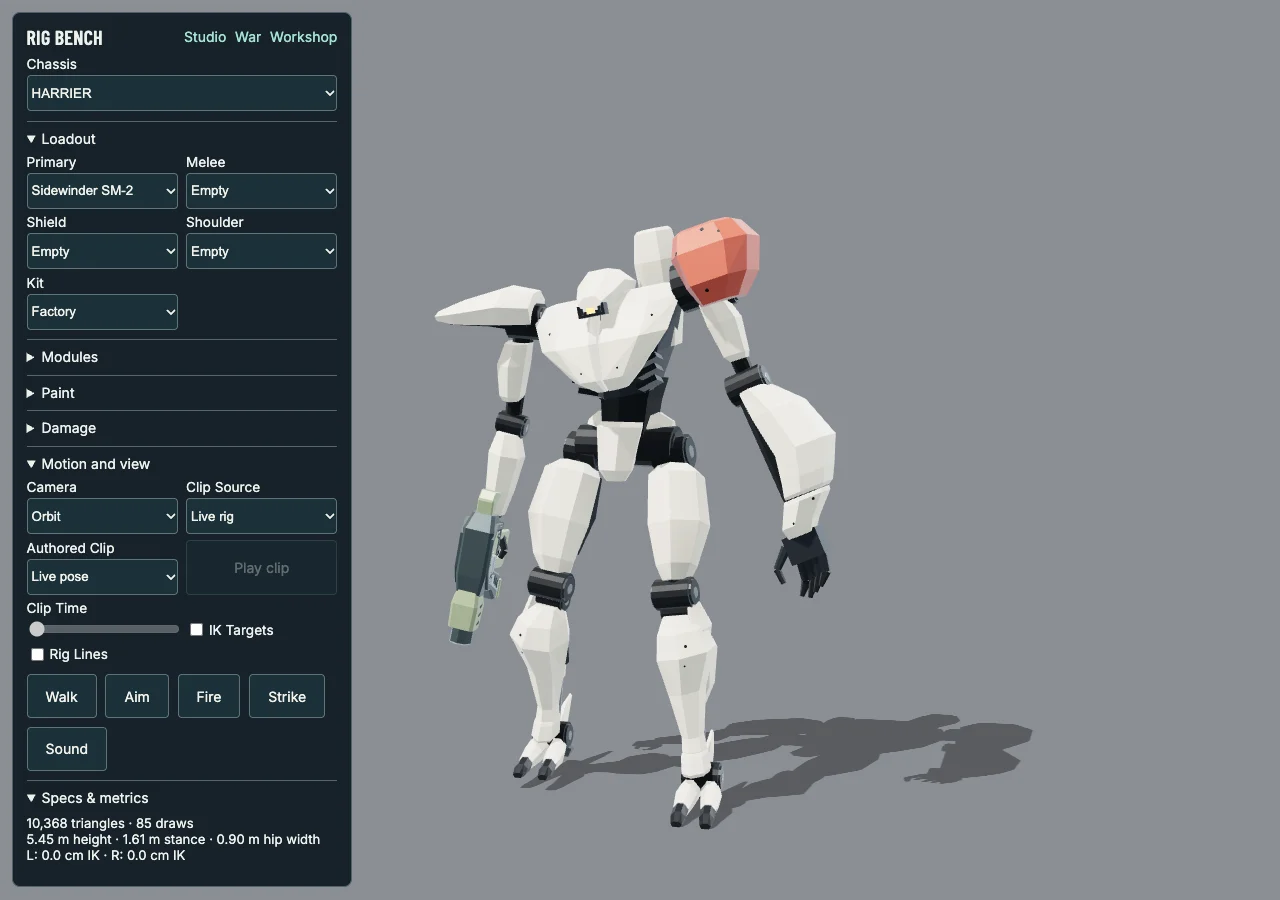 RIG BENCH Studio War Workshop
Chassis
HARRIER
Loadout
Primary Melee
Sidewinder SM-2 Empty
Shield Shoulder
Empty Empty
Kit
Factory
Modules
Paint
Damage
Motion and view
Camera Clip Source
Orbit Live rig
Authored Clip
Live pose Play clip
Clip Time
IK Targets
Rig Lines
Walk Aim Fire Strike
Sound
Specs & metrics
10,368 triangles · 85 draws
5.45 m height · 1.61 m stance · 0.90 m hip width
L: 0.0 cm IK · R: 0.0 cm IK